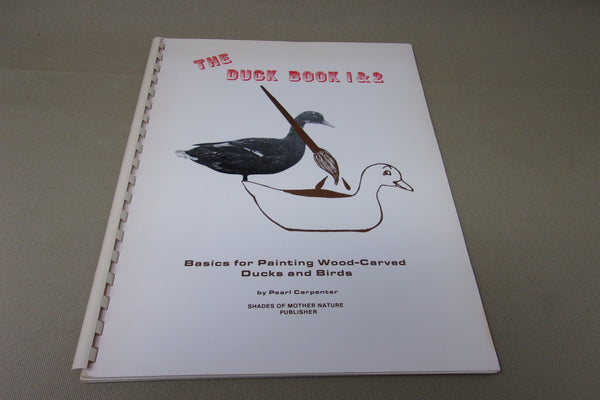 THE
DUCK BOOK 1 & 2
Basics for Painting Wood-Carved
Ducks and Birds
by Pearl Carpenter
SHADES OF MOTHER NATURE
PUBLISHER